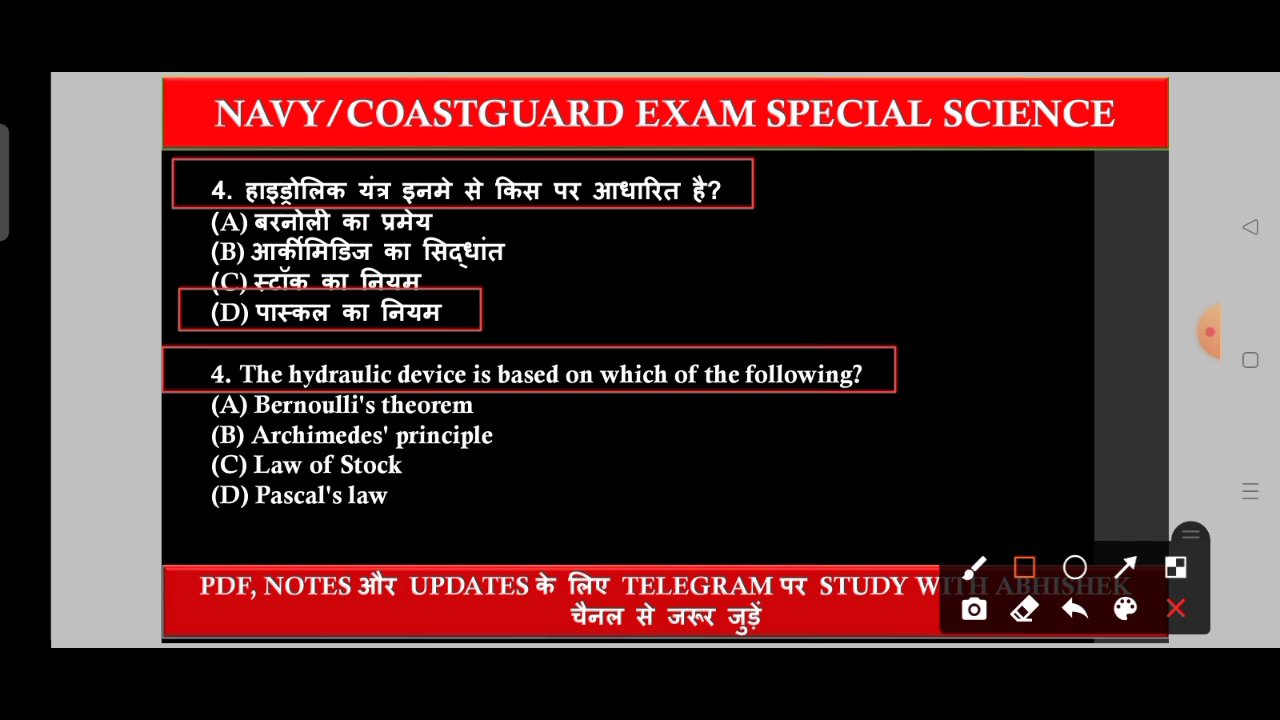 NAVY/COASTGUARD EXAM SPECIAL SCIENCE
4. हाइड्रोलिक यंत्र इनमे से किस पर आधारित है?
(A) बरनोली का प्रमेय
(B) आर्कीमिडिज का सिद्धांत
(C) स्टॉक का नियम
(D) पास्कल का नियम
4. The hydraulic device is based on which of the following?
(A) Bernoulli's theorem
(B) Archimedes' principle
(C) Law of Stock
(D) Pascal's law
PDF, NOTES और UPDATES के लिए TELEGRAM पर STUDY WITH ABHISHEK
चैनल से जरूर जुड़ें